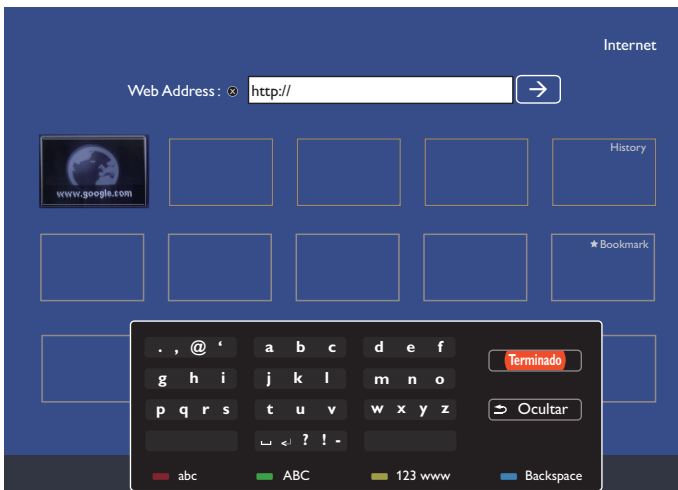 Internet
Web Address : ⓧ http:// →
www.google.com
History
★Bookmark
. , @ ‘ a b c d e f
Terminado
g h i j k l m n o
p q r s t u v w x y z
Ocultar
␣ ↲ ? ! -
abc ABC 123 www Backspace